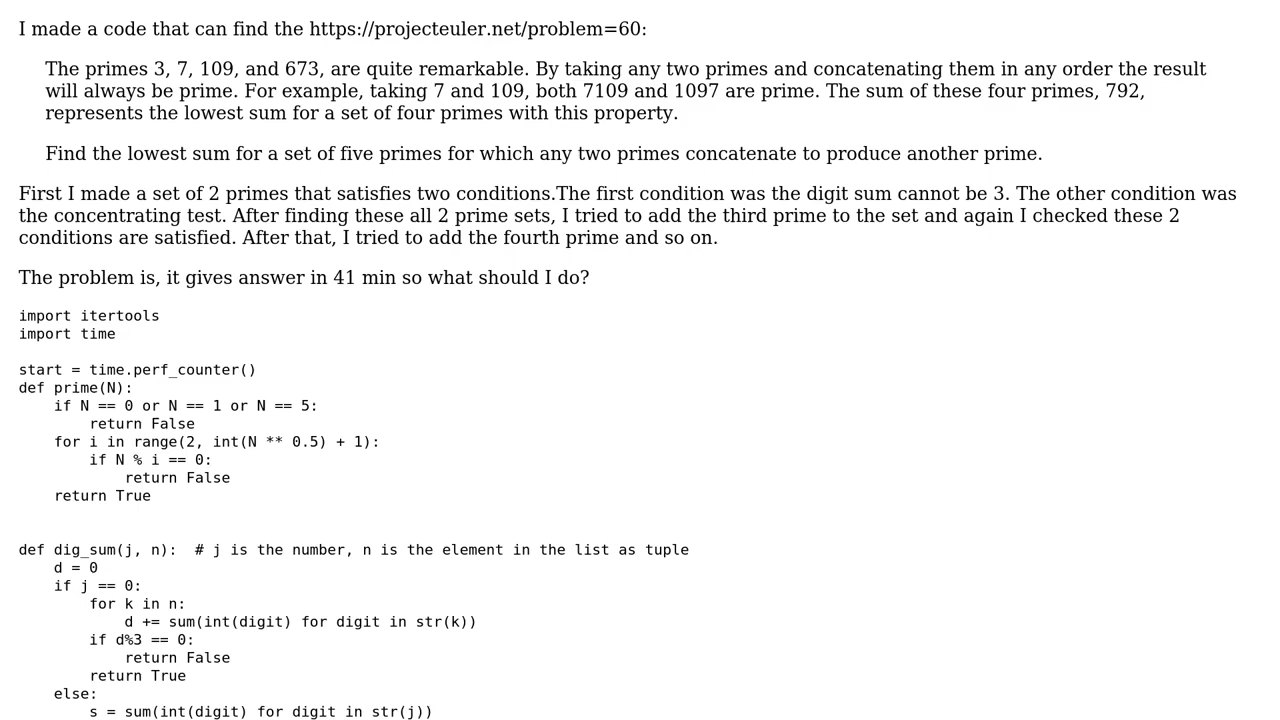 I made a code that can find the https://projecteuler.net/problem=60:
The primes 3, 7, 109, and 673, are quite remarkable. By taking any two primes and concatenating them in any order the result
will always be prime. For example, taking 7 and 109, both 7109 and 1097 are prime. The sum of these four primes, 792,
represents the lowest sum for a set of four primes with this property.
Find the lowest sum for a set of five primes for which any two primes concatenate to produce another prime.
First I made a set of 2 primes that satisfies two conditions.The first condition was the digit sum cannot be 3. The other condition was
the concentrating test. After finding these all 2 prime sets, I tried to add the third prime to the set and again I checked these 2
conditions are satisfied. After that, I tried to add the fourth prime and so on.
The problem is, it gives answer in 41 min so what should I do?
import itertools
import time
start = time.perf_counter()
def prime(N):
    if N == 0 or N == 1 or N == 5:
        return False
    for i in range(2, int(N ** 0.5) + 1):
        if N % i == 0:
            return False
    return True
def dig_sum(j, n):  # j is the number, n is the element in the list as tuple
    d = 0
    if j == 0:
        for k in n:
            d += sum(int(digit) for digit in str(k))
        if d%3 == 0:
            return False
        return True
    else:
        s = sum(int(digit) for digit in str(j))